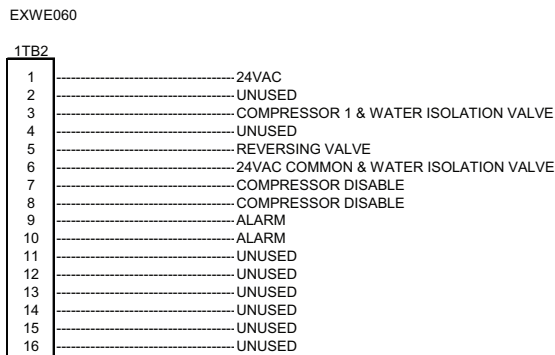 EXWE060
1TB2
1 24VAC
2 UNUSED
3 COMPRESSOR 1 & WATER ISOLATION VALVE
4 UNUSED
5 REVERSING VALVE
6 24VAC COMMON & WATER ISOLATION VALVE
7 COMPRESSOR DISABLE
8 COMPRESSOR DISABLE
9 ALARM
10 ALARM
11 UNUSED
12 UNUSED
13 UNUSED
14 UNUSED
15 UNUSED
16 UNUSED